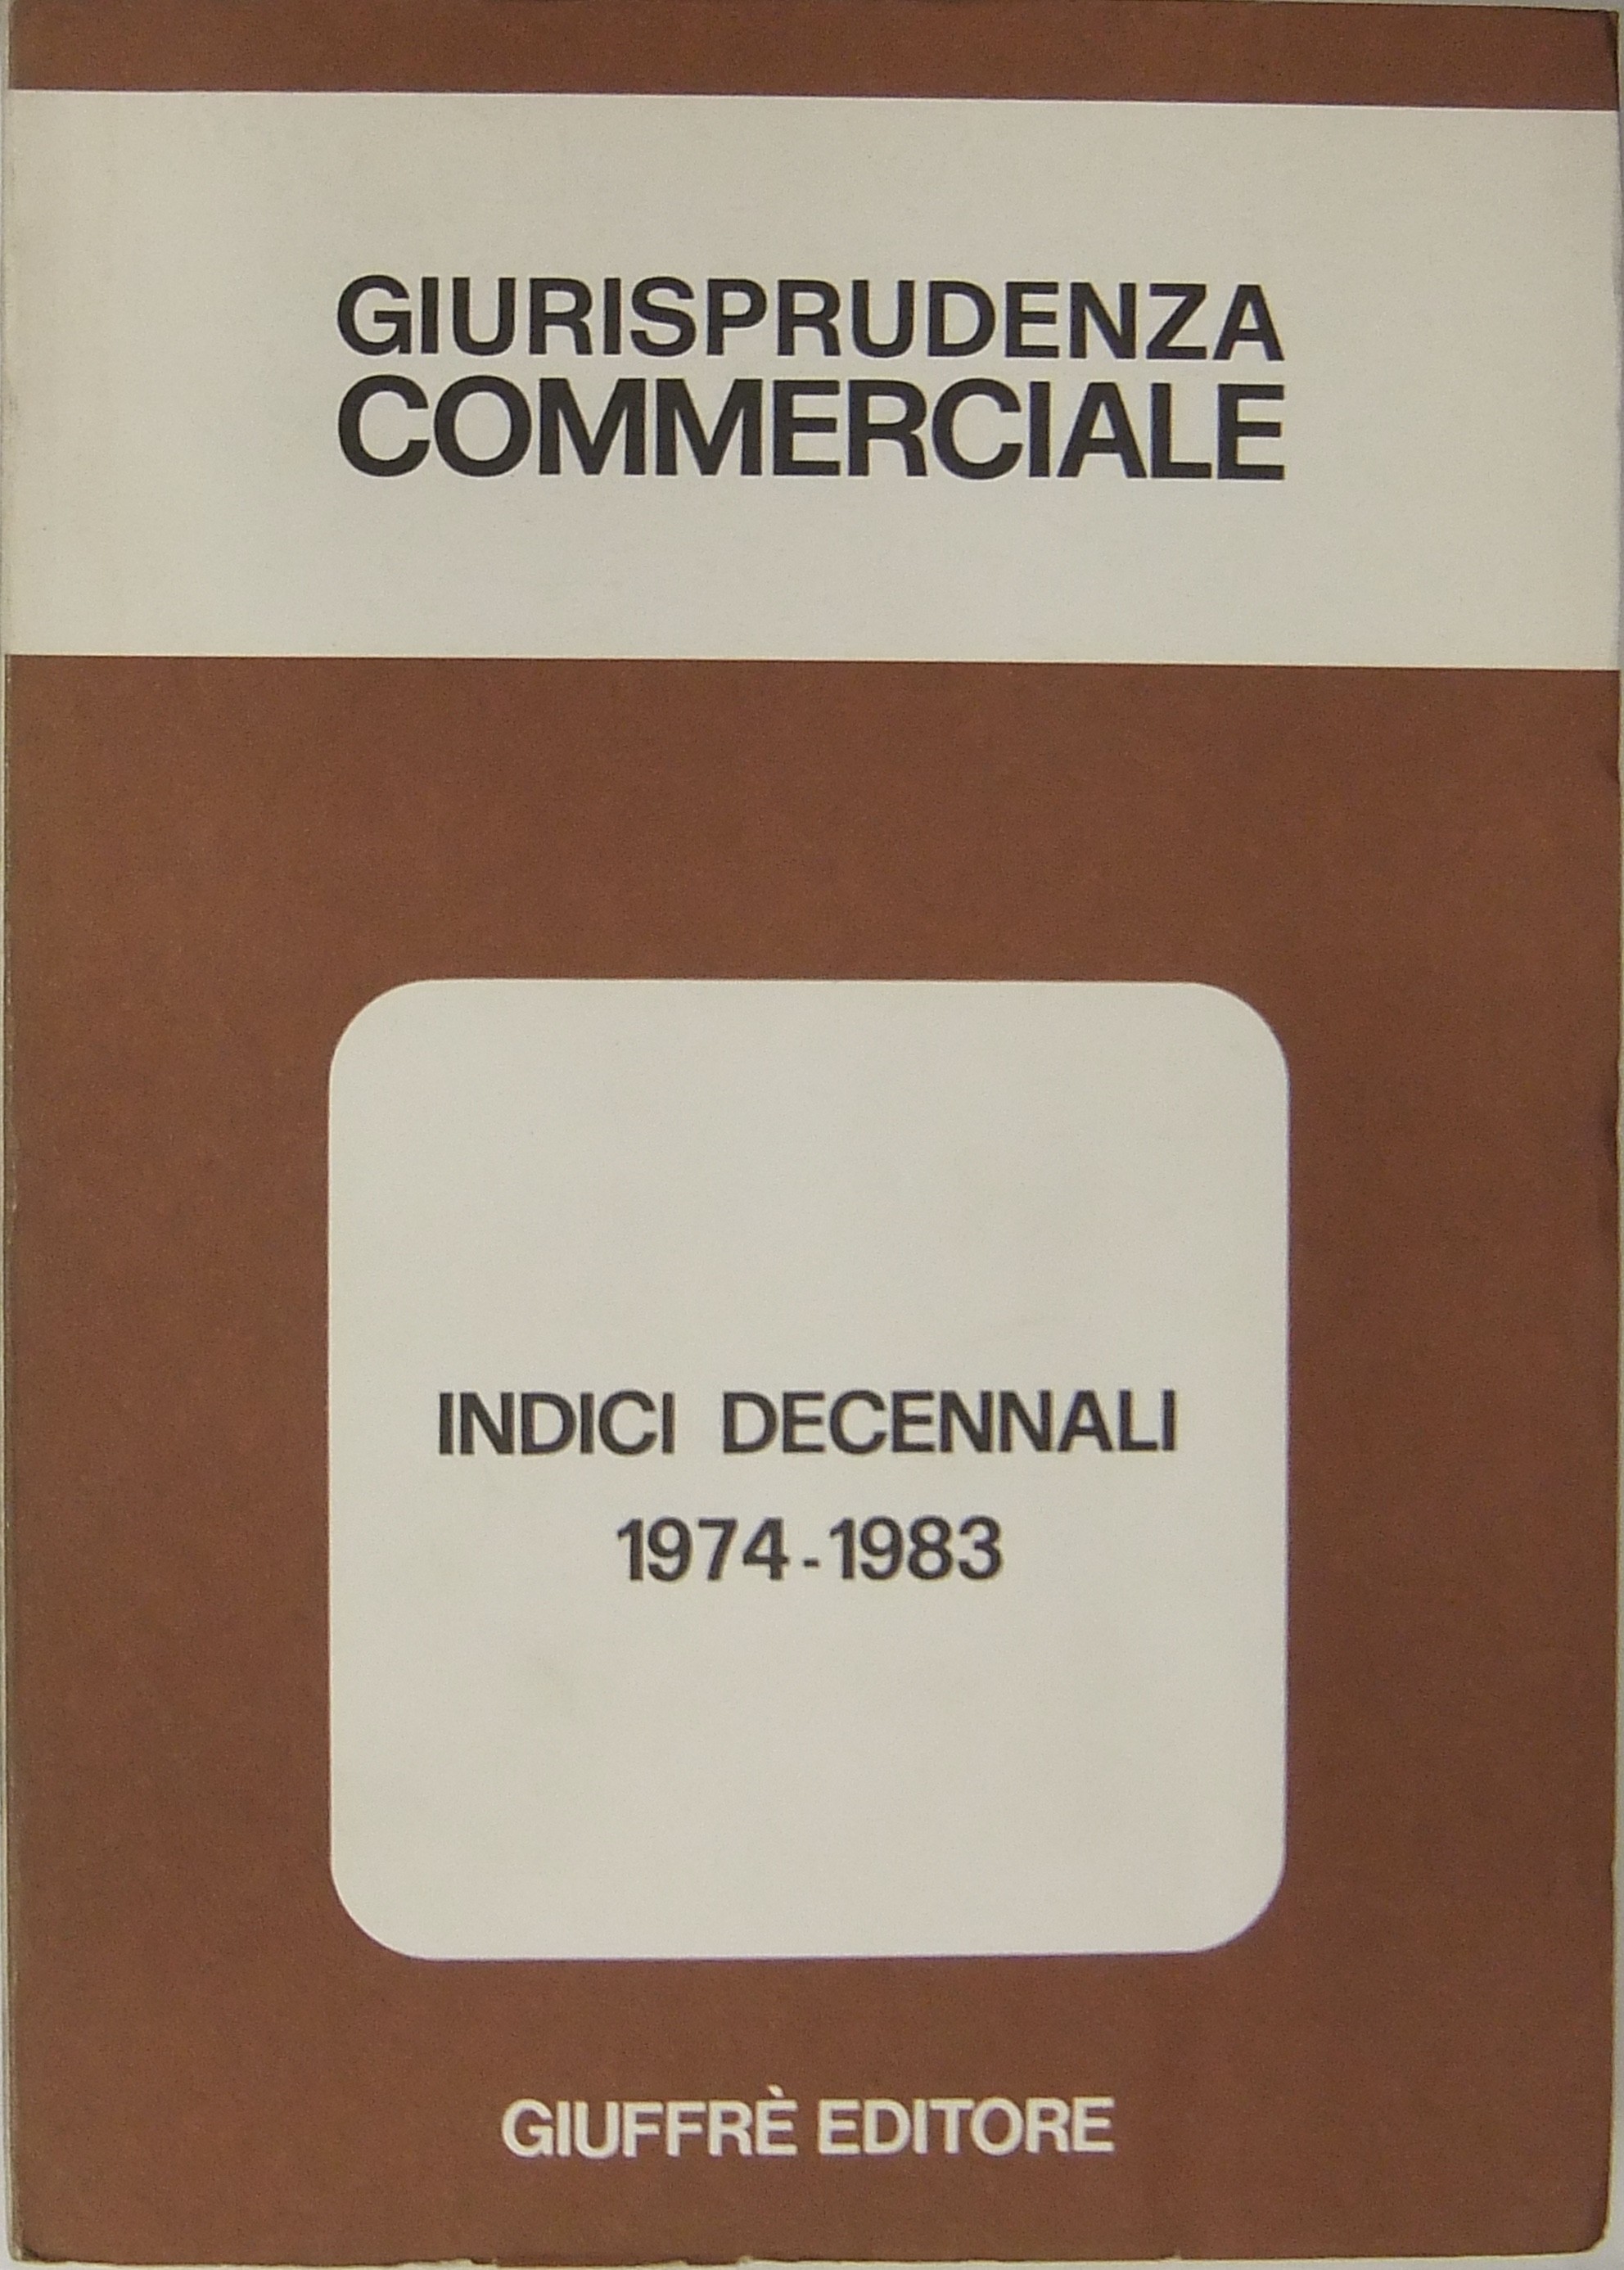 GIURISPRUDENZA
COMMERCIALE
INDICI DECENNALI
1974-1983
GIUFFRÈ EDITORE